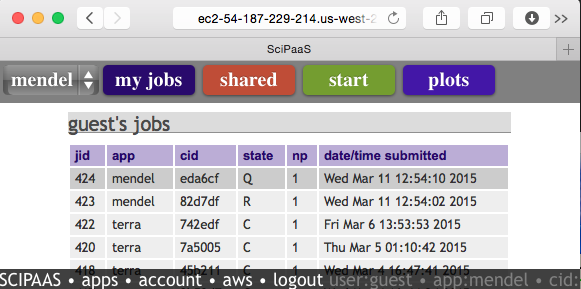 ec2-54-187-229-214.us-west-2
SciPaaS
mendel my jobs shared start plots
guest's jobs
jid app cid state np date/time submitted
424 mendel eda6cf Q 1 Wed Mar 11 12:54:10 2015
423 mendel 82d7df R 1 Wed Mar 11 12:54:02 2015
422 terra 742edf C 1 Fri Mar 6 13:53:53 2015
420 terra 7a5005 C 1 Thu Mar 5 01:10:42 2015
418 terra 45b211 C 1 Wed Mar 4 16:47:41 2015
SCIPAAS • apps • account • aws • logout user:guest • app:mendel • cid: